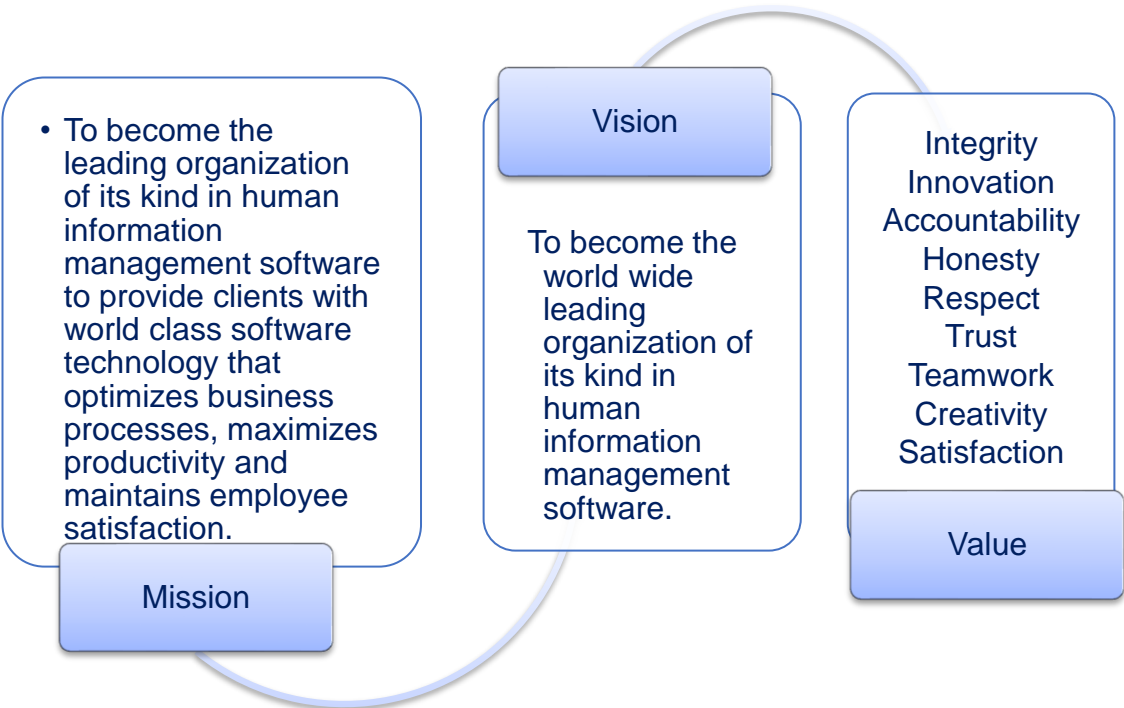 • To become the
leading organization
of its kind in human
information
management software
to provide clients with
world class software
technology that
optimizes business
processes, maximizes
productivity and
maintains employee
satisfaction.
Mission
Vision
To become the
world wide
leading
organization of
its kind in
human
information
management
software.
Integrity
Innovation
Accountability
Honesty
Respect
Trust
Teamwork
Creativity
Satisfaction
Value